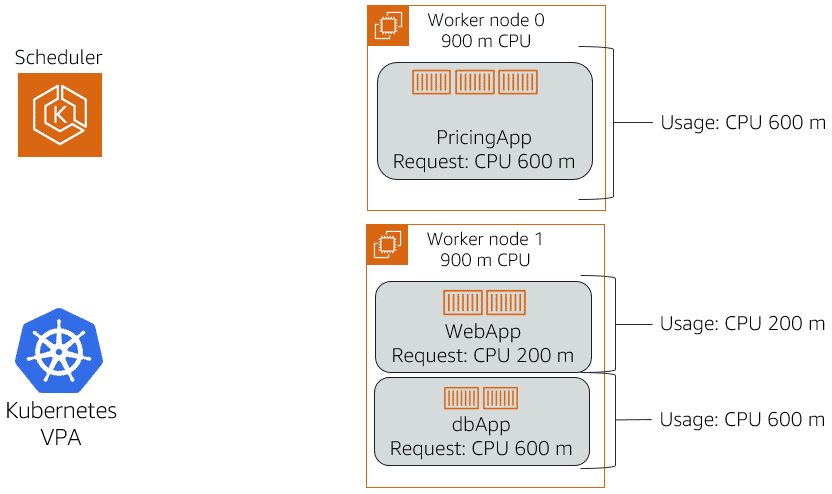 Scheduler
K
Worker node 0
900 m CPU
PricingApp
Request: CPU 600 m
Usage: CPU 600 m
Worker node 1
900 m CPU
WebApp
Request: CPU 200 m
Usage: CPU 200 m
dbApp
Request: CPU 600 m
Usage: CPU 600 m
Kubernetes
VPA